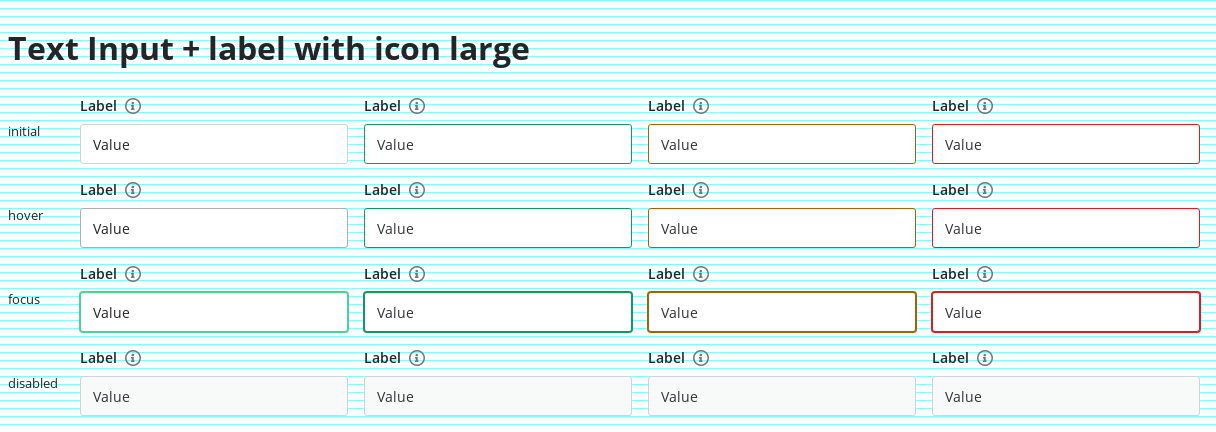 Text Input + label with icon large
Label Label Label Label
initial Value Value Value Value
Label Label Label Label
hover Value Value Value Value
Label Label Label Label
focus Value Value Value Value
Label Label Label Label
disabled Value Value Value Value